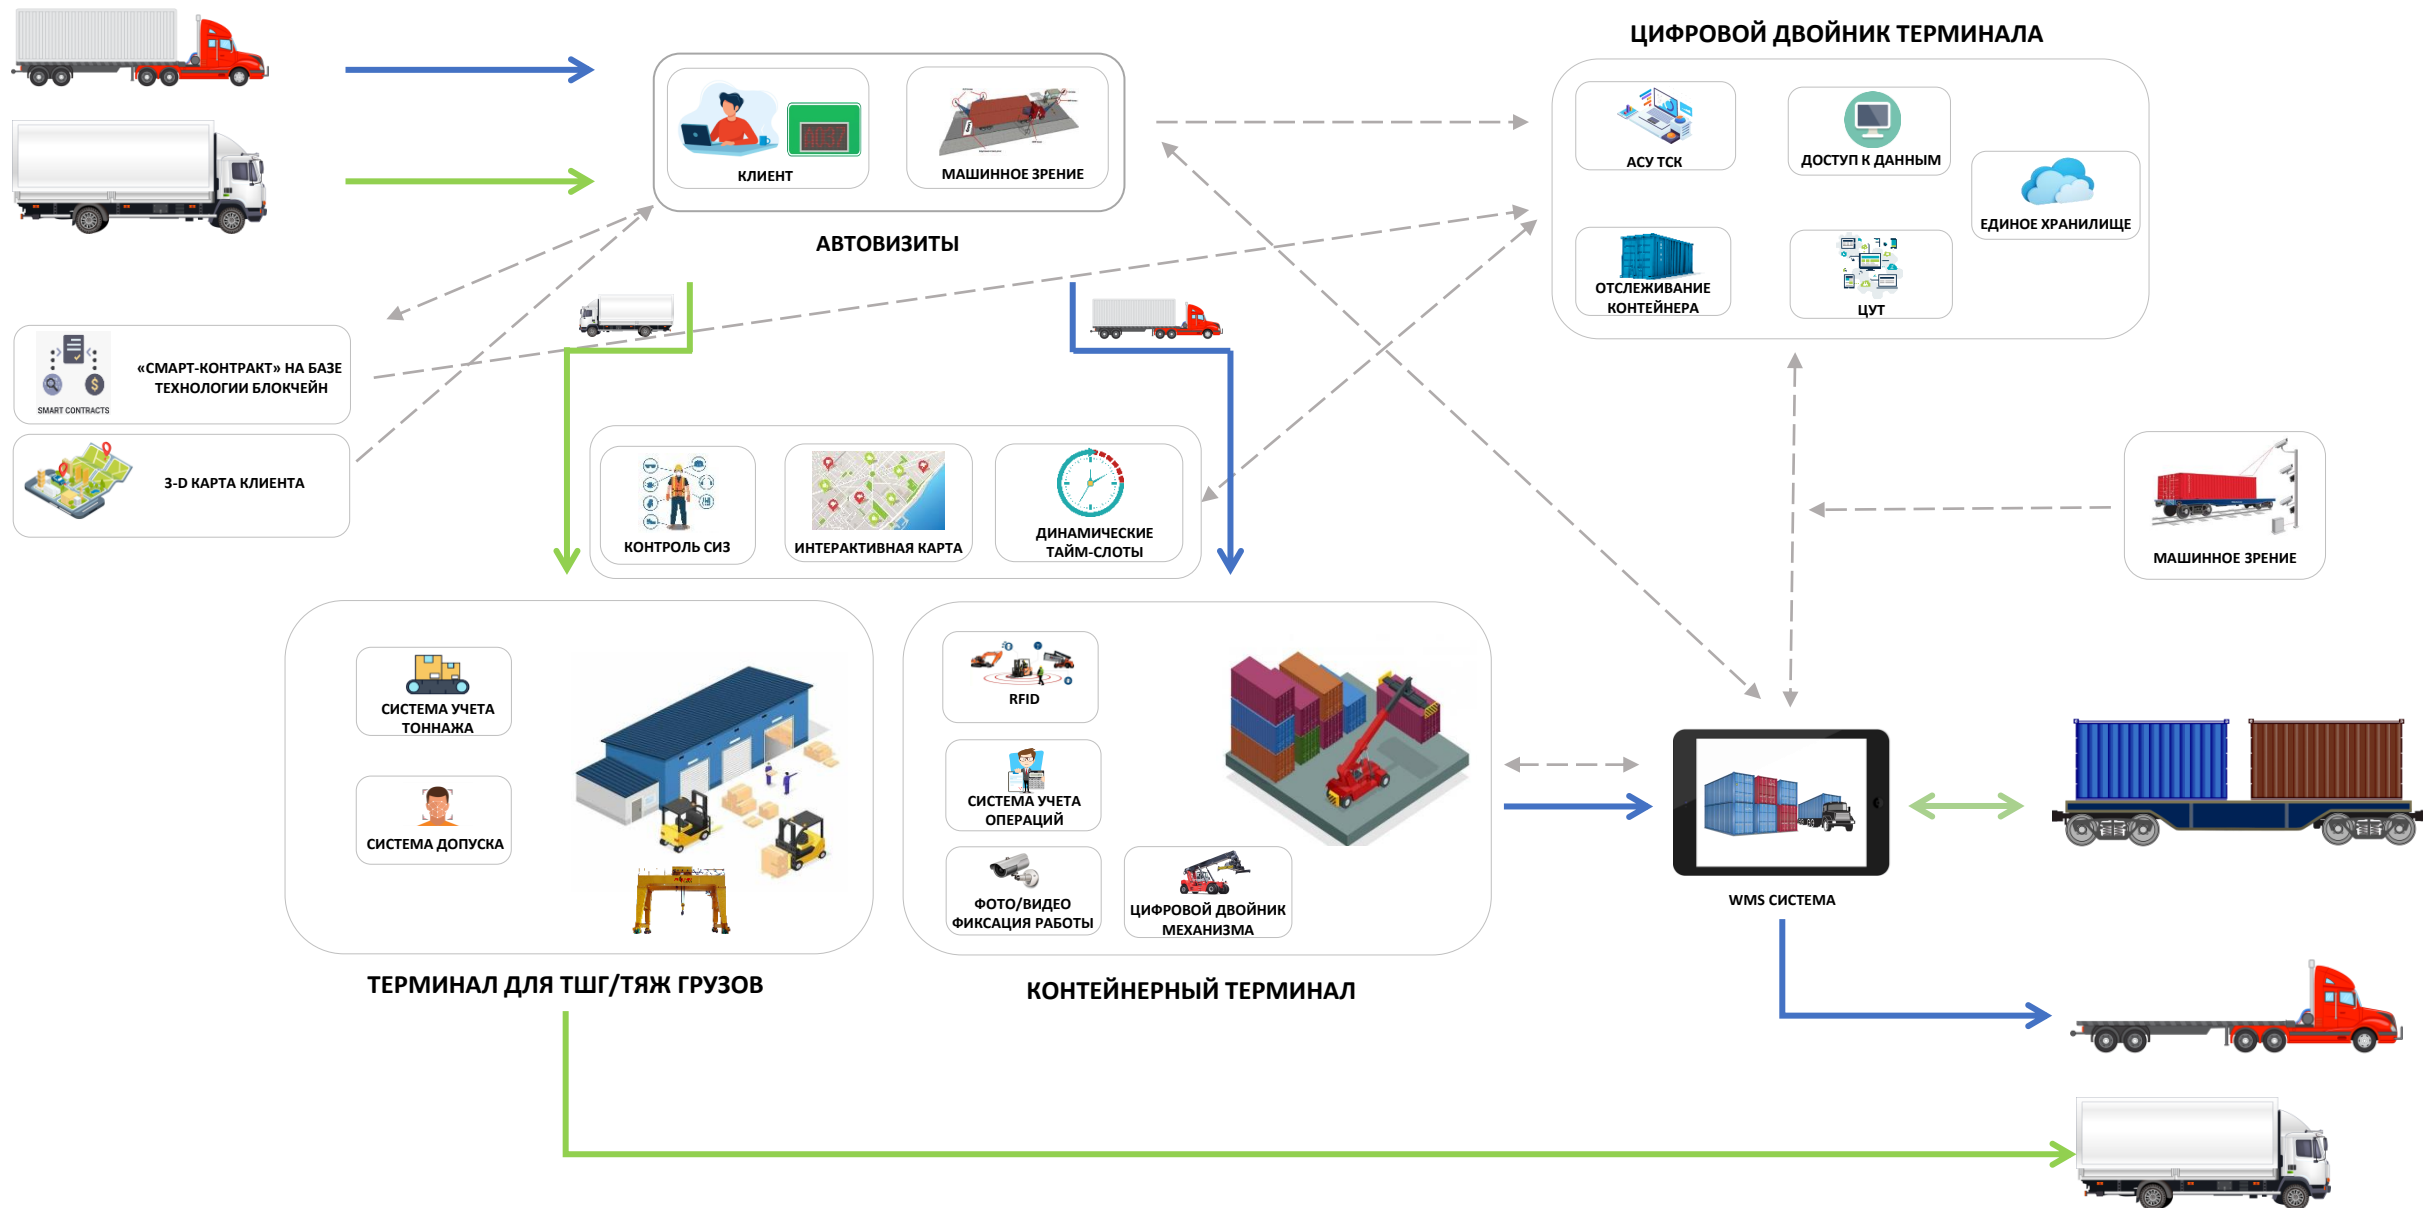 ЦИФРОВОЙ ДВОЙНИК ТЕРМИНАЛА
КЛИЕНТ
МАШИННОЕ ЗРЕНИЕ
АВТОВИЗИТЫ
АСУ ТСК
ДОСТУП К ДАННЫМ
ЕДИНОЕ ХРАНИЛИЩЕ
ОТСЛЕЖИВАНИЕ
КОНТЕЙНЕРА
ЦУТ
SMART CONTRACTS
«СМАРТ-КОНТРАКТ» НА БАЗЕ
ТЕХНОЛОГИИ БЛОКЧЕЙН
3-D КАРТА КЛИЕНТА
КОНТРОЛЬ СИЗ
ИНТЕРАКТИВНАЯ КАРТА
ДИНАМИЧЕСКИЕ
ТАЙМ-СЛОТЫ
МАШИННОЕ ЗРЕНИЕ
СИСТЕМА УЧЕТА
ТОННАЖА
СИСТЕМА ДОПУСКА
ТЕРМИНАЛ ДЛЯ ТШГ/ТЯЖ ГРУЗОВ
RFID
СИСТЕМА УЧЕТА
ОПЕРАЦИЙ
ФОТО/ВИДЕО
ФИКСАЦИЯ РАБОТЫ
ЦИФРОВОЙ ДВОЙНИК
МЕХАНИЗМА
КОНТЕЙНЕРНЫЙ ТЕРМИНАЛ
WMS СИСТЕМА